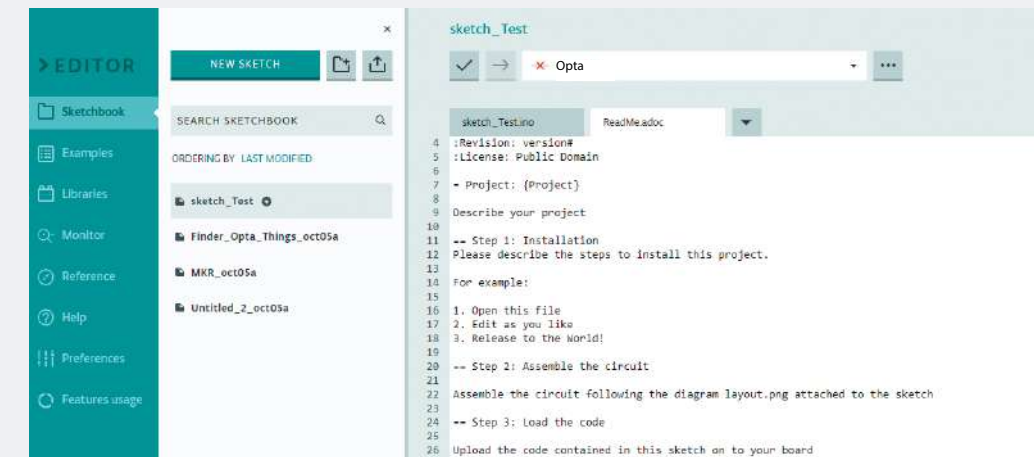 >EDITOR
Sketchbook
Examples
Libraries
Monitor
Reference
Help
Preferences
Features usage
×
NEW SKETCH
SEARCH SKETCHBOOK
ORDERING BY LAST MODIFIED
sketch_Test
Finder_Opta_Things_oct05a
MKR_oct05a
Untitled_2_oct05a
sketch_Test
Opta
•••
sketch_Test.ino ReadMe.adoc
4 :Revision: version#
5 :License: Public Domain
6
7 = Project: {Project}
8
9 Describe your project
10
11 == Step 1: Installation
12 Please describe the steps to install this project.
13
14 For example:
15
16 1. Open this file
17 2. Edit as you like
18 3. Release to the World!
19
20 == Step 2: Assemble the circuit
21
22 Assemble the circuit following the diagram layout.png attached to the sketch
23
24 == Step 3: Load the code
25
26 Upload the code contained in this sketch on to your board